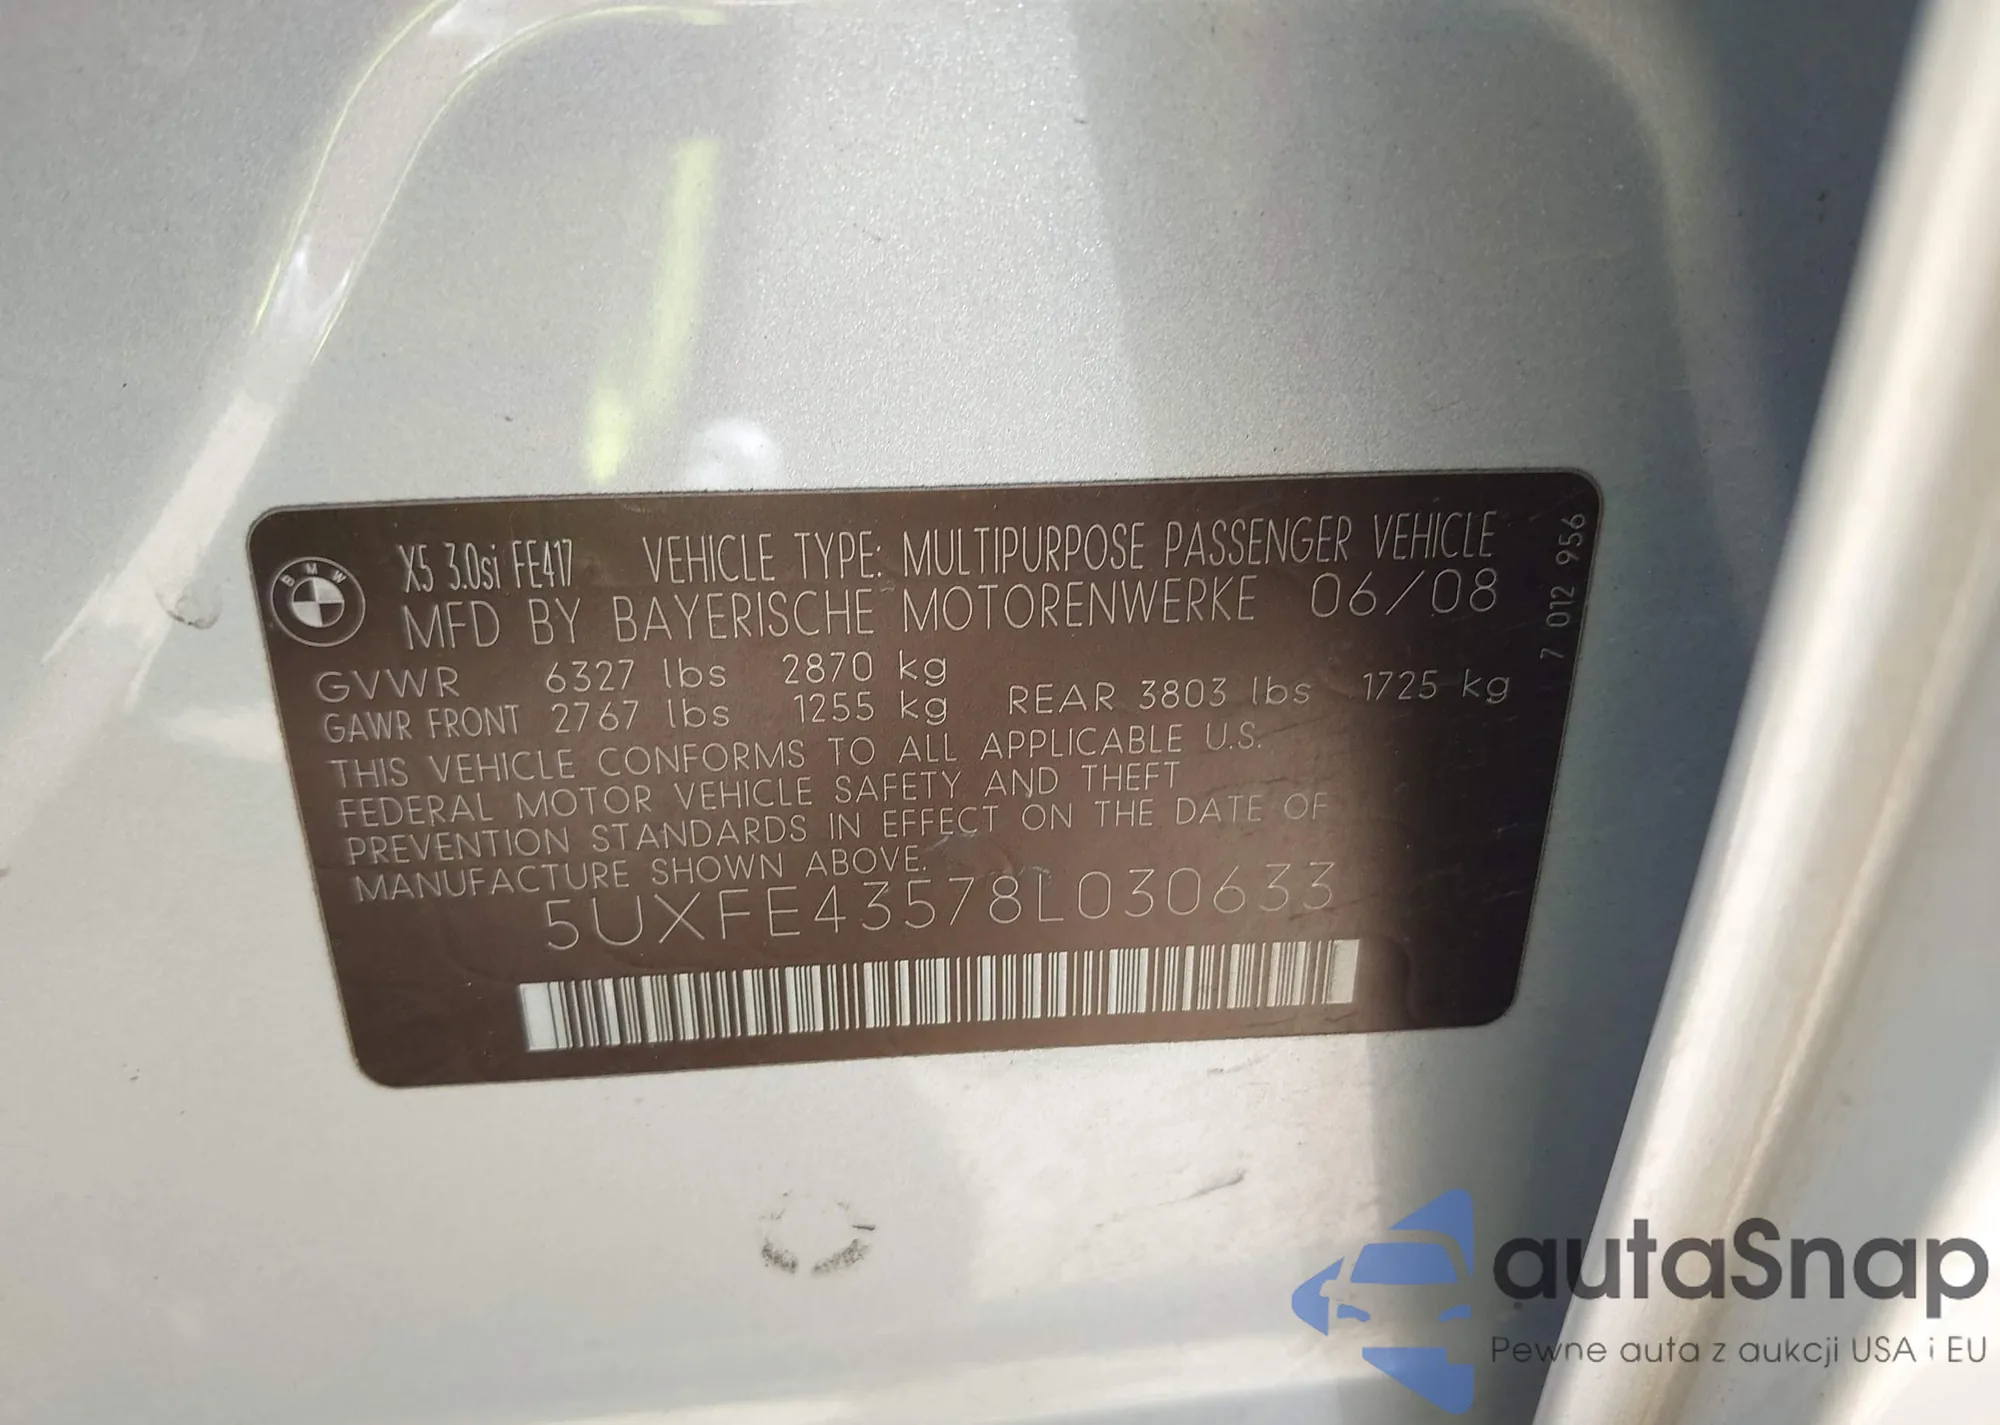 BMW
X5 3.0si FE417 VEHICLE TYPE: MULTIPURPOSE PASSENGER VEHICLE
MFD BY BAYERISCHE MOTORENWERKE 06/08
GVWR 6327 lbs 2870 kg
GAWR FRONT 2767 lbs 1255 kg REAR 3803 lbs 1725 kg
THIS VEHICLE CONFORMS TO ALL APPLICABLE U.S.
FEDERAL MOTOR VEHICLE SAFETY AND THEFT
PREVENTION STANDARDS IN EFFECT ON THE DATE OF
MANUFACTURE SHOWN ABOVE.
5UXFE43578L030633
7 012 956
autaSnap
Pewne auta z aukcji USA i EU